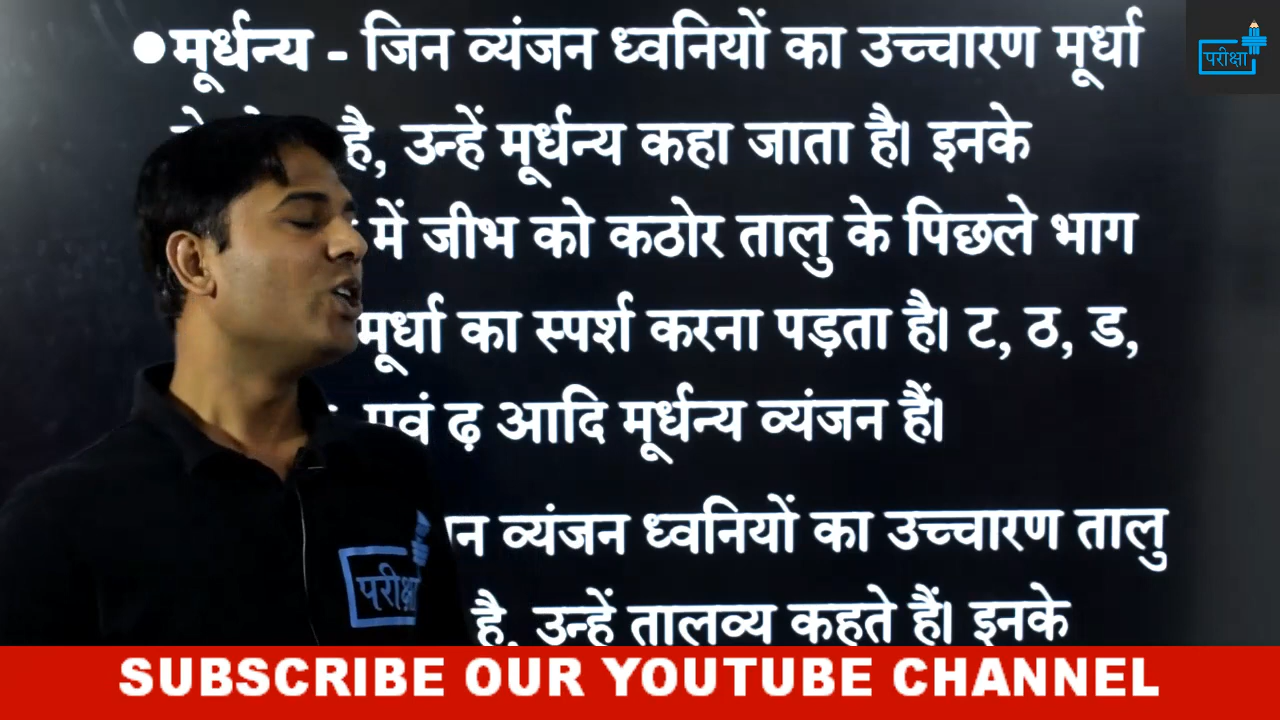 ●मूर्धन्य - जिन व्यंजन ध्वनियों का उच्चारण मूर्धा
है, उन्हें मूर्धन्य कहा जाता है। इनके
में जीभ को कठोर तालु के पिछले भाग
मूर्धा का स्पर्श करना पड़ता है। ट, ठ, ड,
एवं ढ़ आदि मूर्धन्य व्यंजन हैं।
व्यंजन ध्वनियों का उच्चारण तालु
है, उन्हें तालव्य कहते हैं। इनके
परीक्षा
परीक्षा
SUBSCRIBE OUR YOUTUBE CHANNEL